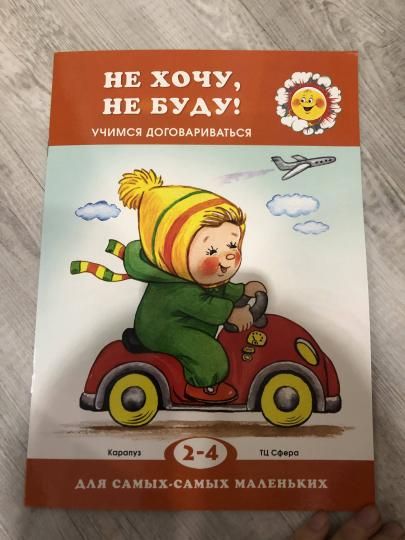 НЕ ХОЧУ,
НЕ БУДУ!
УЧИМСЯ ДОГОВАРИВАТЬСЯ
Карапуз 2-4 ТЦ Сфера
ДЛЯ САМЫХ-САМЫХ МАЛЕНЬКИХ